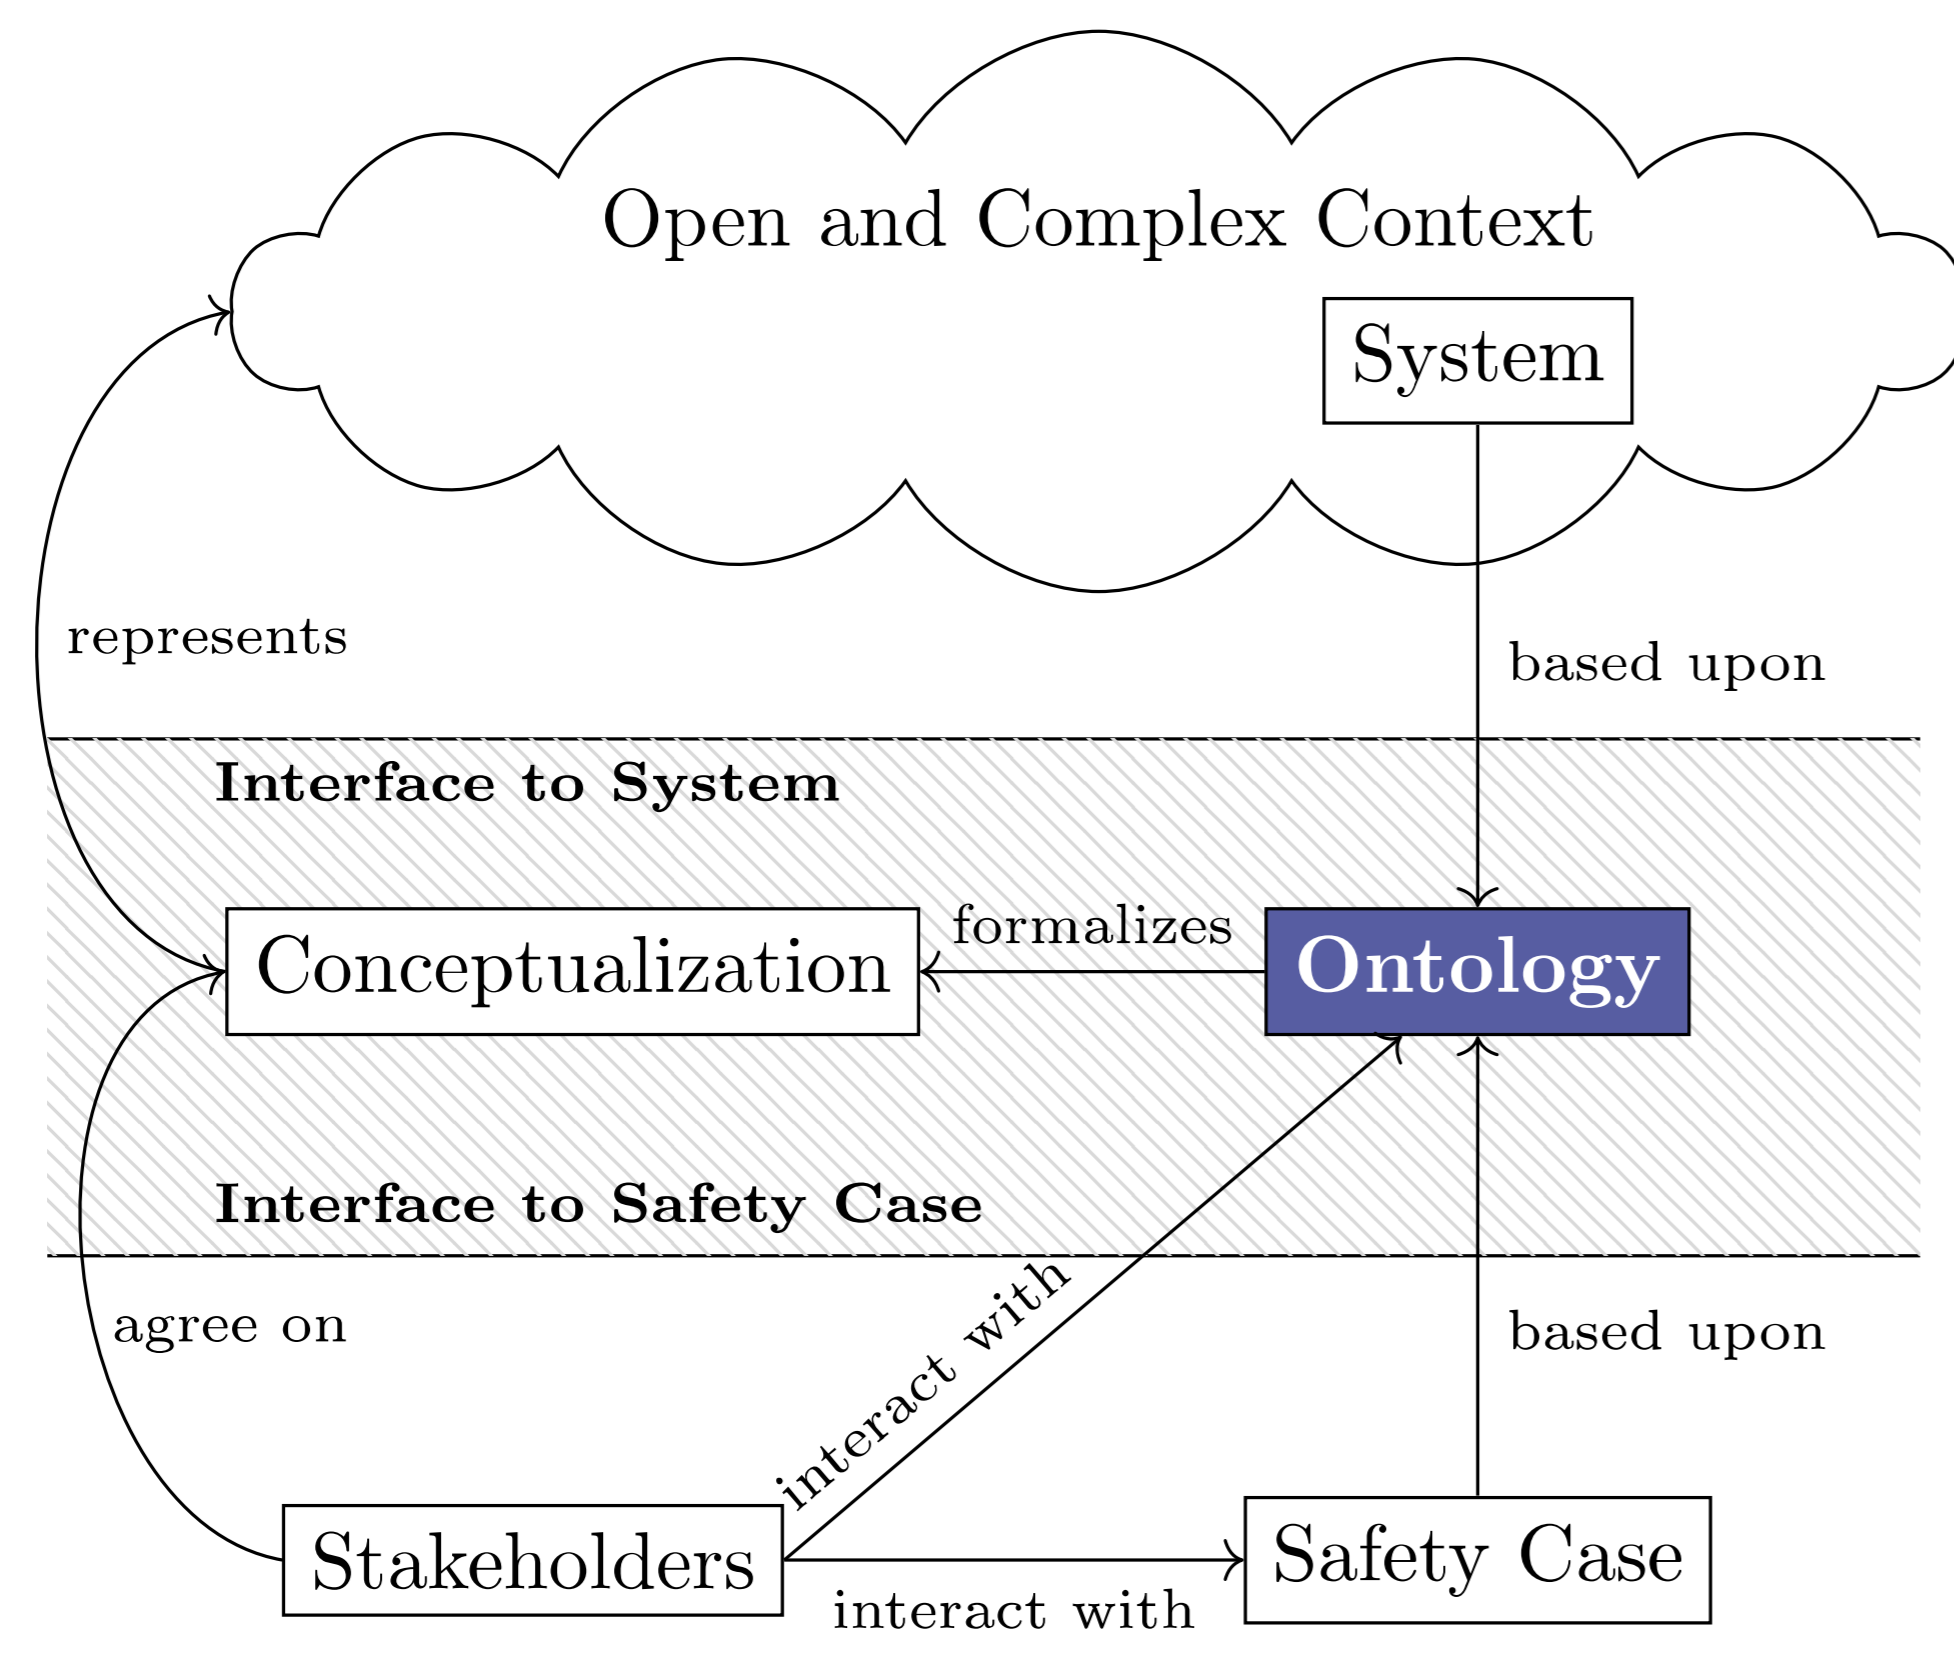 Open and Complex Context
System
represents
based upon
Interface to System
formalizes
Conceptualization
Ontology
Interface to Safety Case
interact with
agree on
based upon
Stakeholders
Safety Case
interact with